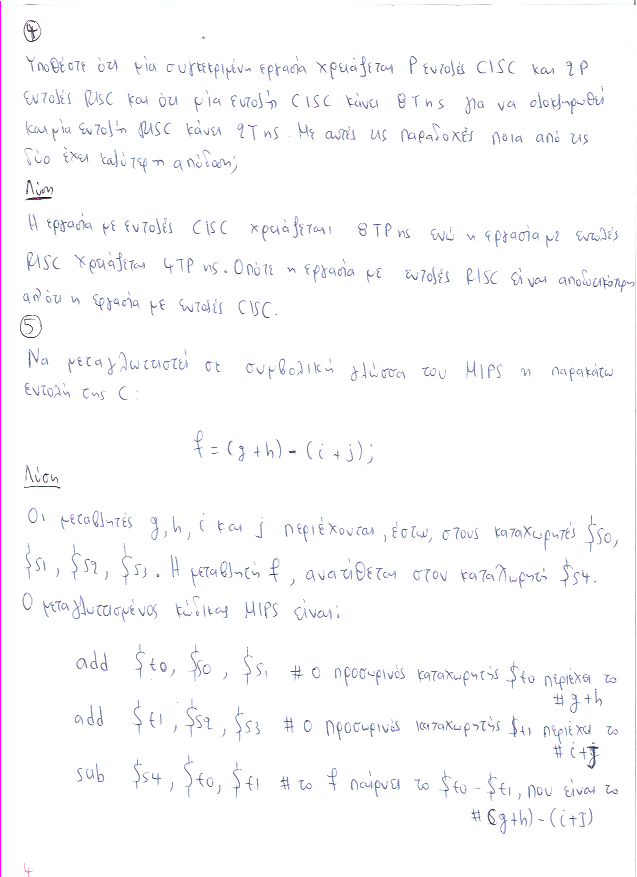 4
Υποθέστε ότι μία συγκεκριμένη εργασία χρειάζεται P εντολές CISC και 2P
εντολές RISC και ότι μία εντολή CISC κάνει 8T ης για να ολοκληρωθεί
και μία εντολή RISC κάνει 2T ης. Με αυτές τις παραδοχές ποια από τις
δύο έχει καλύτερη απόδοση;
Λύση
Η εργασία με εντολές CISC χρειάζεται 8TP ης ενώ η εργασία με εντολές
RISC χρειάζεται 4TP ης. Οπότε η εργασία με εντολές RISC είναι αποδοτικότερη
απ'ότι η εργασία με εντολές CISC.
5
Να μεταγλωττιστεί σε συμβολική γλώσσα του MIPS η παρακάτω
εντολή της C:
f = (g+h) - (i+j);
Λύση
Οι μεταβλητές g, h, i και j περιέχονται, έστω, στους καταχωρητές $s0,
$s1, $s2, $s3. Η μεταβλητή f, ανατίθεται στον καταχωρητή $s4.
Ο μεταγλωττισμένος κώδικας MIPS είναι:
add $t0, $s0, $s1 # ο προσωρινός καταχωρητής $t0 περιέχει το
# g+h
add $t1, $s2, $s3 # ο προσωρινός καταχωρητής $t1 περιέχει το
# i+j
sub $s4, $t0, $t1 # το f παίρνει το $t0-$t1, που είναι το
# (g+h)-(i+J)
4